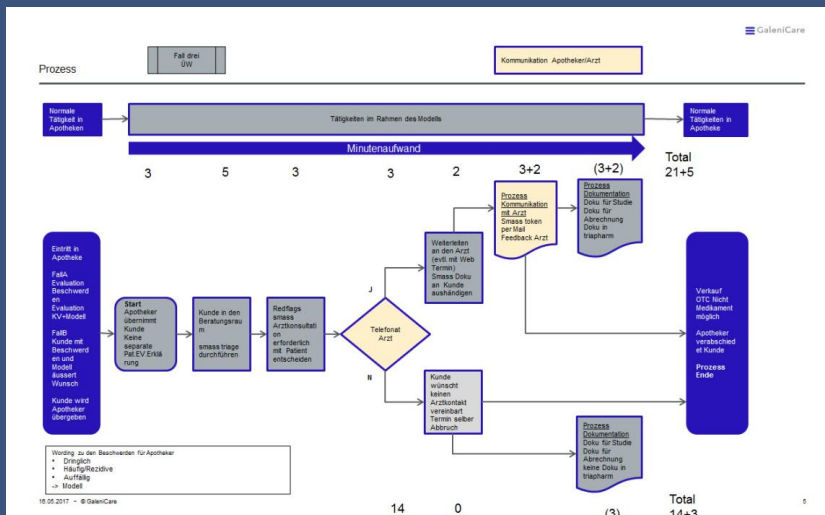 GaleniCare
Fall drei
ÜW
Kommunikation Apotheker/Arzt
Prozess
Normale
Tätigkeit in
Apotheken
Tätigkeiten im Rahmen des Modells
Normale
Tätigkeiten in
Apotheke
Minutenaufwand
3 5 3 3 2 3+2 (3+2)
Total
21+5
Eintritt in
Apotheke
FallA
Evaluation
Beschwerd
en
Evaluation
KV+Modell
FallB
Kunde mit
Beschwerd
en und
Modell
äussert
Wunsch
Kunde wird
Apotheker
übergeben
Start
Apotheker
übernimmt
Kunde
Keine
separate
Pat.EV.Erklä
rung
Kunde in den
Beratungsrau
m
smass triage
durchführen
Redflags
smass
Arztkonsultati
on
erforderlich
mit Patient
entscheiden
Telefonat
Arzt
J
N
Weiterleiten
an den Arzt
(evtl. mit Web
Termin)
Smass Doku
an Kunde
aushändigen
Prozess
Kommunikation
mit Arzt
Smass token
per Mail
Feedback Arzt
Prozess
Dokumentation
Doku für Studie
Doku für
Abrechnung
Doku in
triapharm
Kunde
wünscht
keinen
Arztkontakt
vereinbart
Termin selber
Abbruch
Prozess
Dokumentation
Doku für Studie
Doku für
Abrechnung
keine Doku in
triapharm
Verkauf
OTC Nicht
Medikament
möglich
Apotheker
verabschied
et Kunde
Prozess
Ende
Wording zu den Beschwerden für Apotheker
• Dringlich
• Häufig/Rezidive
• Auffällig
-> Modell
16.05.2017 - © GaleniCare
14 0 (3)
Total
14+3
5